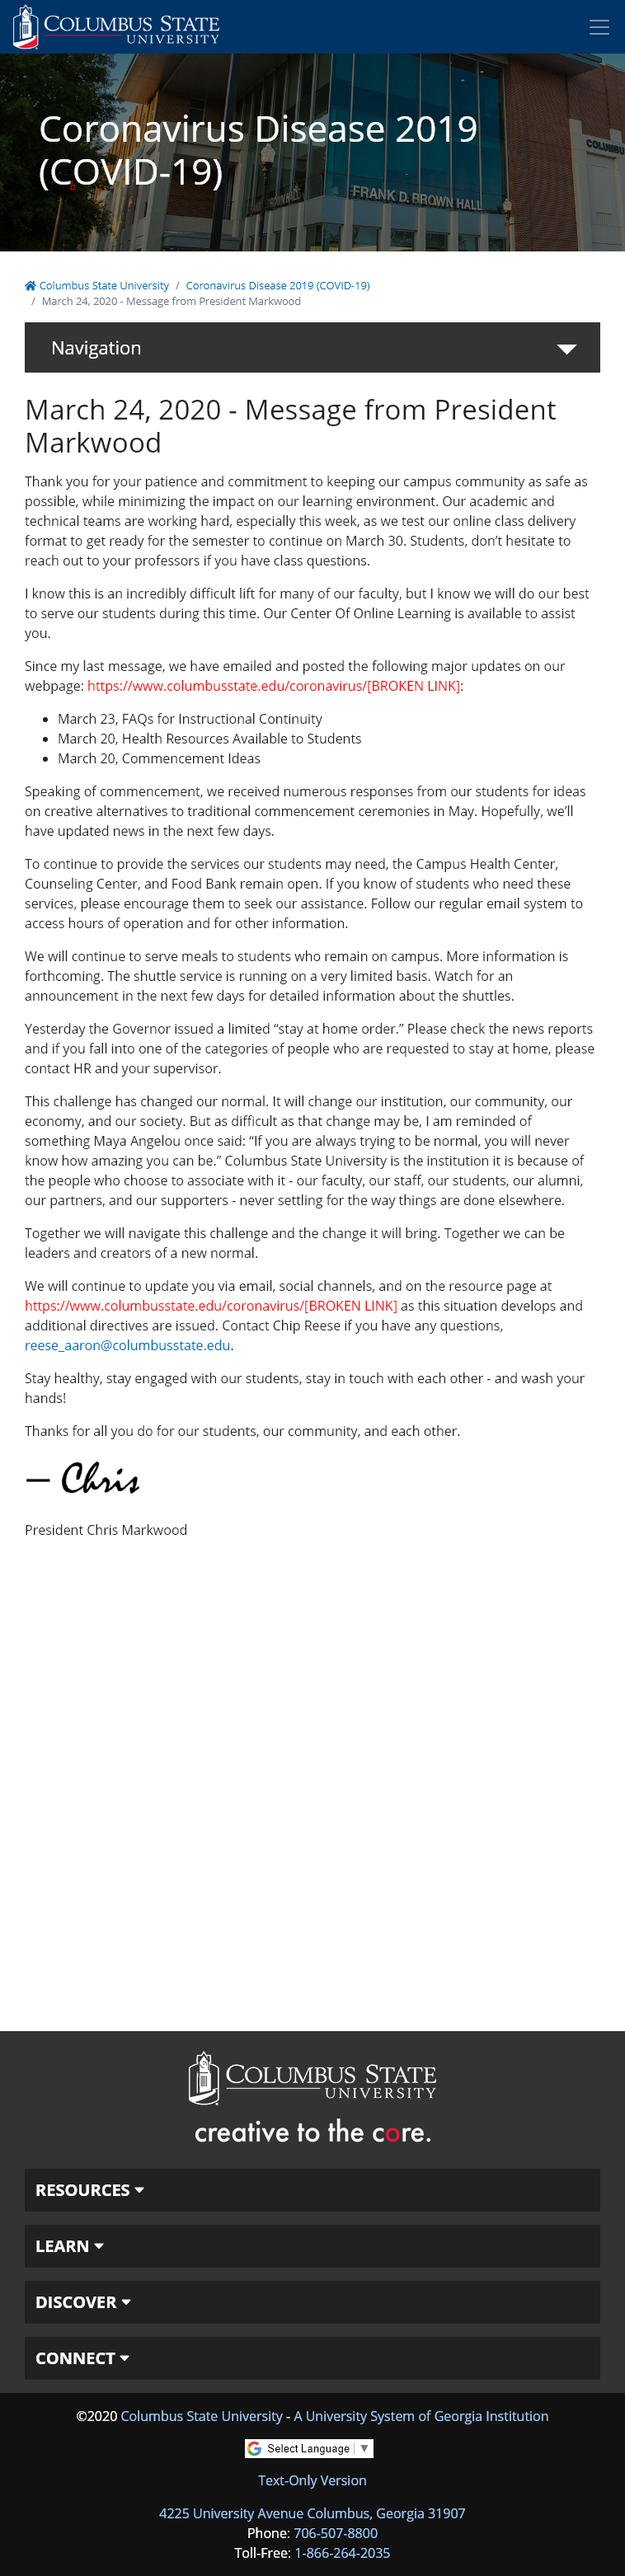 COLUMBUS STATE
UNIVERSITY
Coronavirus Disease 2019
(COVID-19)
FRANK D. BROWN HALL
COLUMBU
Columbus State University / Coronavirus Disease 2019 (COVID-19)
/ March 24, 2020 - Message from President Markwood
Navigation
March 24, 2020 - Message from President
Markwood
Thank you for your patience and commitment to keeping our campus community as safe as
possible, while minimizing the impact on our learning environment. Our academic and
technical teams are working hard, especially this week, as we test our online class delivery
format to get ready for the semester to continue on March 30. Students, don’t hesitate to
reach out to your professors if you have class questions.
I know this is an incredibly difficult lift for many of our faculty, but I know we will do our best
to serve our students during this time. Our Center Of Online Learning is available to assist
you.
Since my last message, we have emailed and posted the following major updates on our
webpage: https://www.columbusstate.edu/coronavirus/[BROKEN LINK]:
• March 23, FAQs for Instructional Continuity
• March 20, Health Resources Available to Students
• March 20, Commencement Ideas
Speaking of commencement, we received numerous responses from our students for ideas
on creative alternatives to traditional commencement ceremonies in May. Hopefully, we’ll
have updated news in the next few days.
To continue to provide the services our students may need, the Campus Health Center,
Counseling Center, and Food Bank remain open. If you know of students who need these
services, please encourage them to seek our assistance. Follow our regular email system to
access hours of operation and for other information.
We will continue to serve meals to students who remain on campus. More information is
forthcoming. The shuttle service is running on a very limited basis. Watch for an
announcement in the next few days for detailed information about the shuttles.
Yesterday the Governor issued a limited “stay at home order.” Please check the news reports
and if you fall into one of the categories of people who are requested to stay at home, please
contact HR and your supervisor.
This challenge has changed our normal. It will change our institution, our community, our
economy, and our society. But as difficult as that change may be, I am reminded of
something Maya Angelou once said: “If you are always trying to be normal, you will never
know how amazing you can be.” Columbus State University is the institution it is because of
the people who choose to associate with it - our faculty, our staff, our students, our alumni,
our partners, and our supporters - never settling for the way things are done elsewhere.
Together we will navigate this challenge and the change it will bring. Together we can be
leaders and creators of a new normal.
We will continue to update you via email, social channels, and on the resource page at
https://www.columbusstate.edu/coronavirus/[BROKEN LINK] as this situation develops and
additional directives are issued. Contact Chip Reese if you have any questions,
reese_aaron@columbusstate.edu.
Stay healthy, stay engaged with our students, stay in touch with each other - and wash your
hands!
Thanks for all you do for our students, our community, and each other.
— Chris
President Chris Markwood
COLUMBUS STATE
UNIVERSITY
creative to the core.
RESOURCES
LEARN
DISCOVER
CONNECT
©2020 Columbus State University - A University System of Georgia Institution
Select Language ▼
Text-Only Version
4225 University Avenue Columbus, Georgia 31907
Phone: 706-507-8800
Toll-Free: 1-866-264-2035